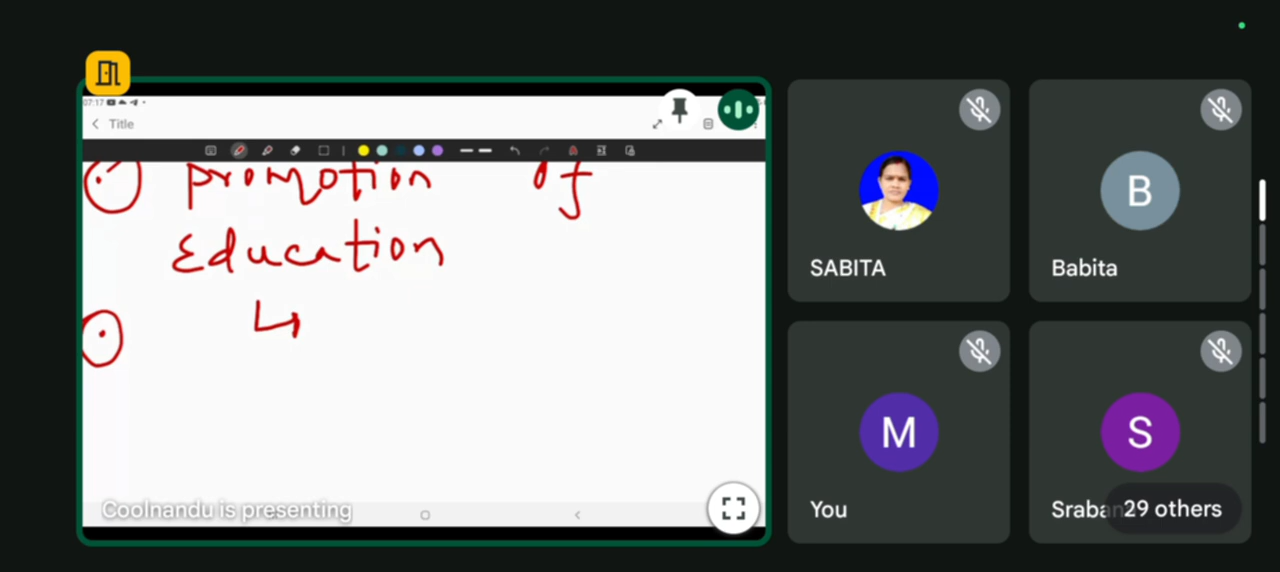 07:17
Title
promotion of
Education
Coolnandu is presenting
SABITA
B
Babita
M
You
S
29 others